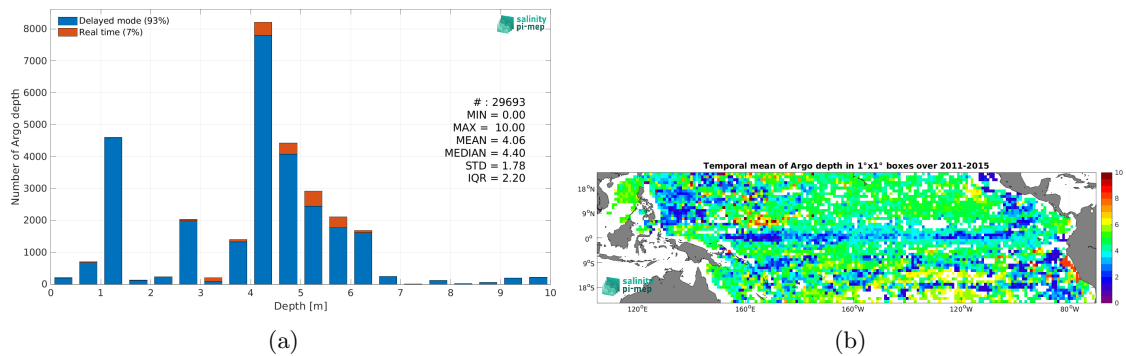 Delayed mode (93%)
Real time (7%)
salinity
pi-mep
# : 29693
MIN = 0.00
MAX = 10.00
MEAN = 4.06
MEDIAN = 4.40
STD = 1.78
IQR = 2.20
Number of Argo depth
8000
7000
6000
5000
4000
3000
2000
1000
0
0 1 2 3 4 5 6 7 8 9 10
Depth [m]
(a)
Temporal mean of Argo depth in 1°x1° boxes over 2011-2015
18°N
9°N
0°
9°S
18°S
120°E 160°E 160°W 120°W 80°W
10
8
6
4
2
0
salinity
pi-mep
(b)